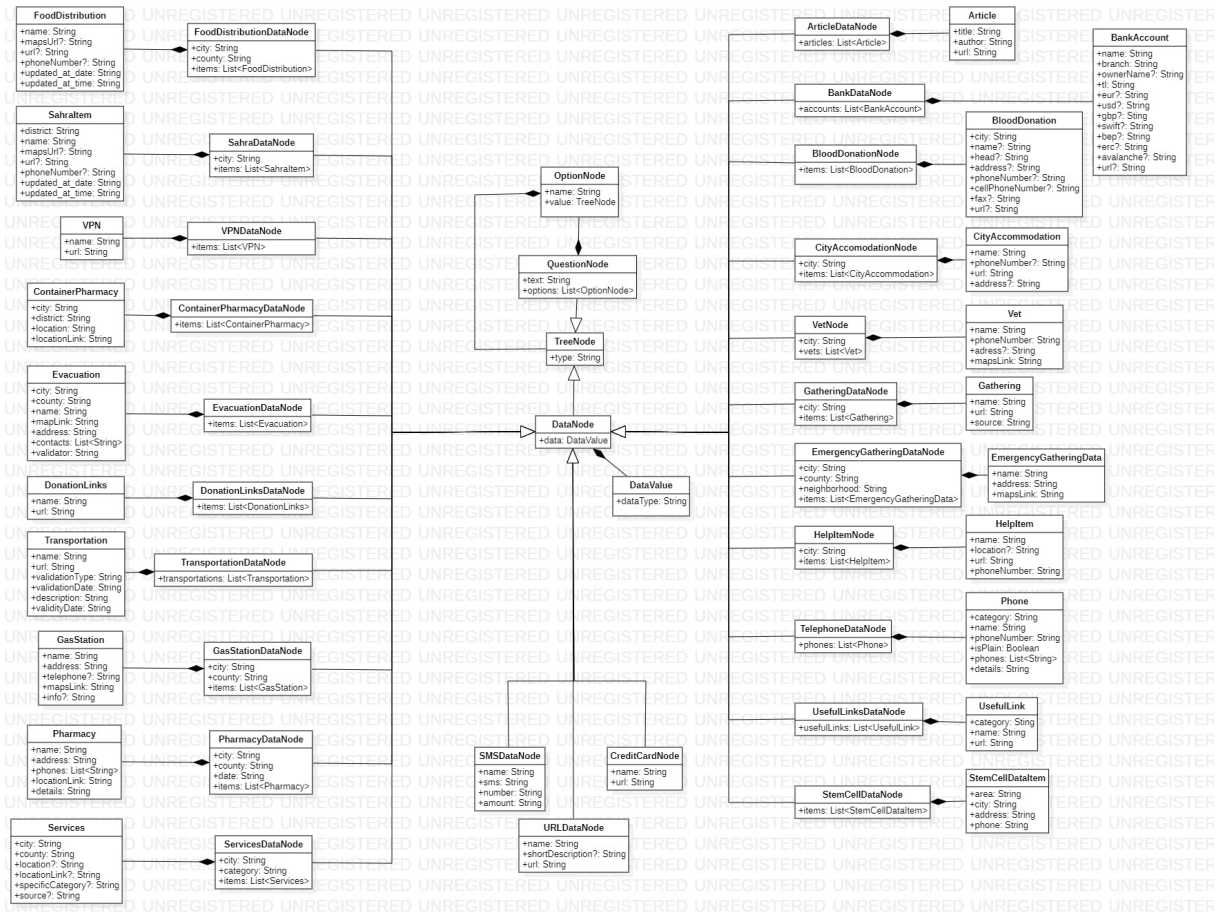 FoodDistribution
+name: String
+mapsUrl?: String
+url?: String
+phoneNumber?: String
+updated_at_date: String
+updated_at_time: String
FoodDistributionDataNode
+city: String
+county: String
+items: List<FoodDistribution>
SahraItem
+district: String
+name: String
+mapsUrl?: String
+url?: String
+phoneNumber?: String
+updated_at_date: String
+updated_at_time: String
SahraDataNode
+city: String
+items: List<SahraItem>
VPN
+name: String
+url: String
VPNDataNode
+items: List<VPN>
ContainerPharmacy
+city: String
+district: String
+location: String
+locationLink: String
ContainerPharmacyDataNode
+items: List<ContainerPharmacy>
Evacuation
+city: String
+county: String
+name: String
+mapLink: String
+address: String
+contacts: List<String>
+validator: String
EvacuationDataNode
+items: List<Evacuation>
DonationLinks
+name: String
+url: String
DonationLinksDataNode
+items: List<DonationLinks>
Transportation
+name: String
+url: String
+validationType: String
+validationDate: String
+description: String
+validityDate: String
TransportationDataNode
+transportations: List<Transportation>
GasStation
+name: String
+address: String
+telephone?: String
+mapsLink: String
+info?: String
GasStationDataNode
+city: String
+county: String
+items: List<GasStation>
Pharmacy
+name: String
+address: String
+phones: List<String>
+locationLink: String
+details: String
PharmacyDataNode
+city: String
+county: String
+date: String
+items: List<Pharmacy>
Services
+city: String
+county: String
+location?: String
+locationLink?: String
+specificCategory?: String
+source?: String
ServicesDataNode
+city: String
+category: String
+items: List<Services>
OptionNode
+name: String
+value: TreeNode
QuestionNode
+text: String
+options: List<OptionNode>
TreeNode
+type: String
DataNode
+data: DataValue
DataValue
+dataType: String
SMSDataNode
+name: String
+sms: String
+number: String
+amount: String
CreditCardNode
+name: String
+url: String
URLDataNode
+name: String
+shortDescription?: String
+url: String
ArticleDataNode
+articles: List<Article>
Article
+title: String
+author: String
+url: String
BankDataNode
+accounts: List<BankAccount>
BankAccount
+name: String
+branch: String
+ownerName?: String
+tl: String
+eur?: String
+usd?: String
+gbp?: String
+swift?: String
+bep?: String
+erc?: String
+avalanche?: String
+url?: String
BloodDonationNode
+items: List<BloodDonation>
BloodDonation
+city: String
+name?: String
+head?: String
+address?: String
+phoneNumber?: String
+cellPhoneNumber?: String
+fax?: String
+url?: String
CityAccomodationNode
+city: String
+items: List<CityAccommodation>
CityAccommodation
+name: String
+phoneNumber?: String
+url: String
+address?: String
VetNode
+city: String
+vets: List<Vet>
Vet
+name: String
+phoneNumber: String
+adress?: String
+mapsLink: String
GatheringDataNode
+city: String
+items: List<Gathering>
Gathering
+name: String
+url: String
+source: String
EmergencyGatheringDataNode
+city: String
+county: String
+neighborhood: String
+items: List<EmergencyGatheringData>
EmergencyGatheringData
+name: String
+address: String
+mapsLink: String
HelpItemNode
+city: String
+items: List<HelpItem>
HelpItem
+name: String
+location?: String
+url: String
+phoneNumber: String
TelephoneDataNode
+phones: List<Phone>
Phone
+category: String
+name: String
+phoneNumber: String
+isPlain: Boolean
+phones: List<String>
+details: String
UsefulLinksDataNode
+usefulLinks: List<UsefulLink>
UsefulLink
+category: String
+name: String
+url: String
StemCellDataNode
+items: List<StemCellDataItem>
StemCellDataItem
+area: String
+city: String
+address: String
+phone: String